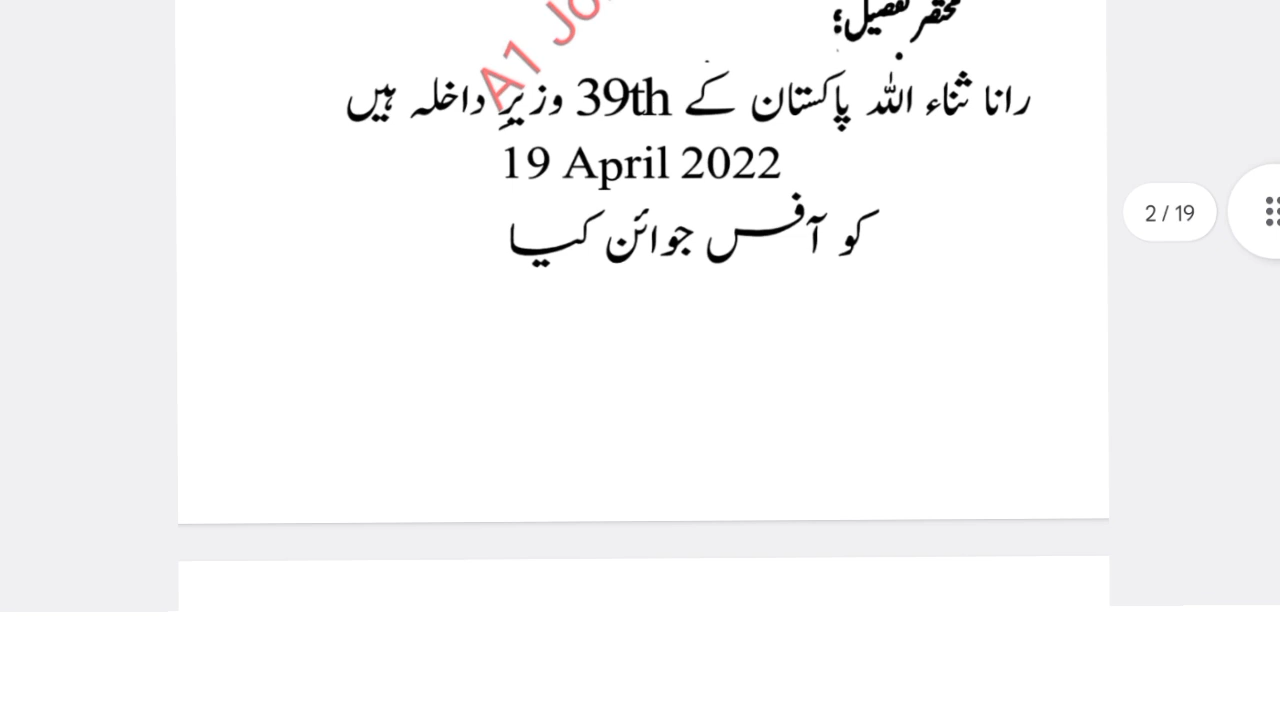 مختصر تفصیل؛
رانا ثناء اللہ پاکستان کے 39th وزیرِ داخلہ ہیں
19 April 2022
کو آفس جوائن کیا
2 / 19
A1